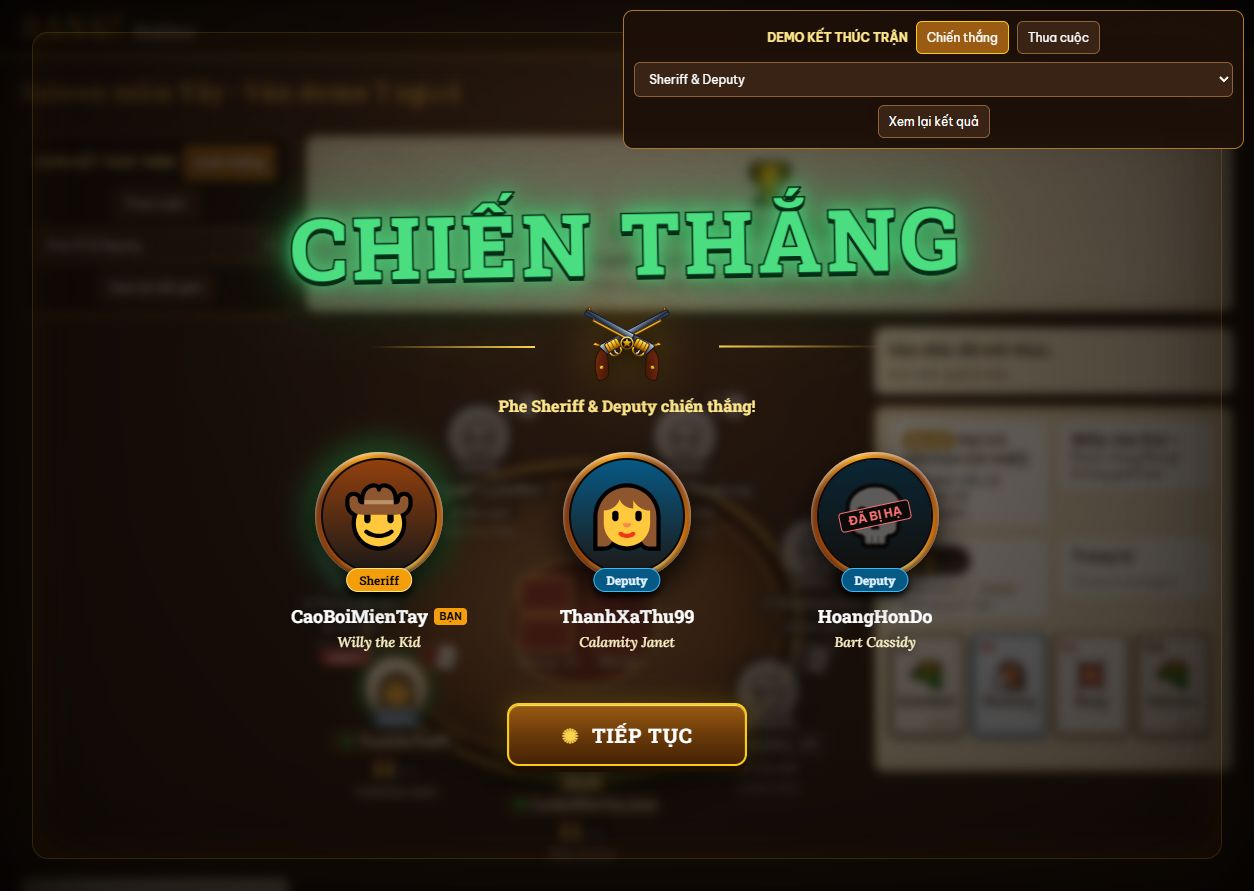 DEMO KẾT THÚC TRẬN Chiến thắng Thua cuộc
Sheriff & Deputy
Xem lại kết quả
CHIẾN THẮNG
Phe Sheriff & Deputy chiến thắng!
ĐÃ BỊ HẠ
Sheriff Deputy Deputy
CaoBoiMienTay BẠN ThanhXaThu99 HoangHonDo
Willy the Kid Calamity Janet Bart Cassidy
TIẾP TỤC